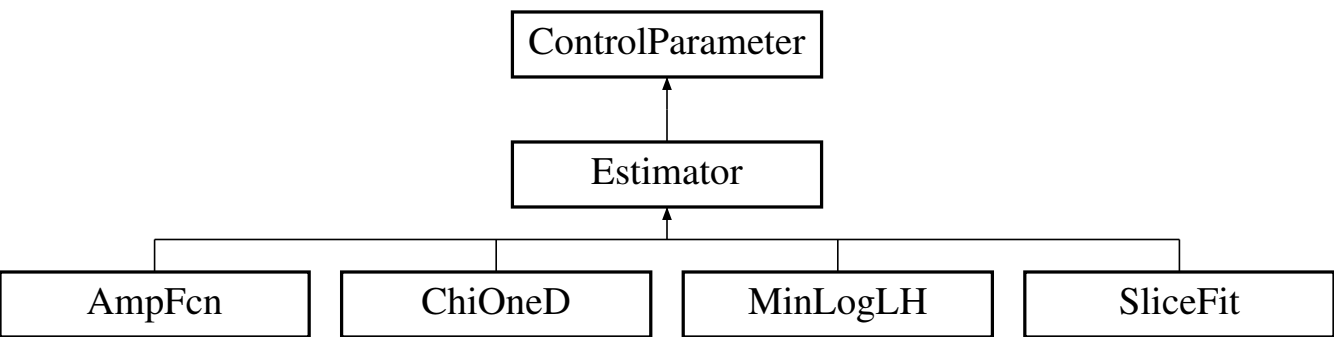 ControlParameter
Estimator
AmpFcn
ChiOneD
MinLogLH
SliceFit